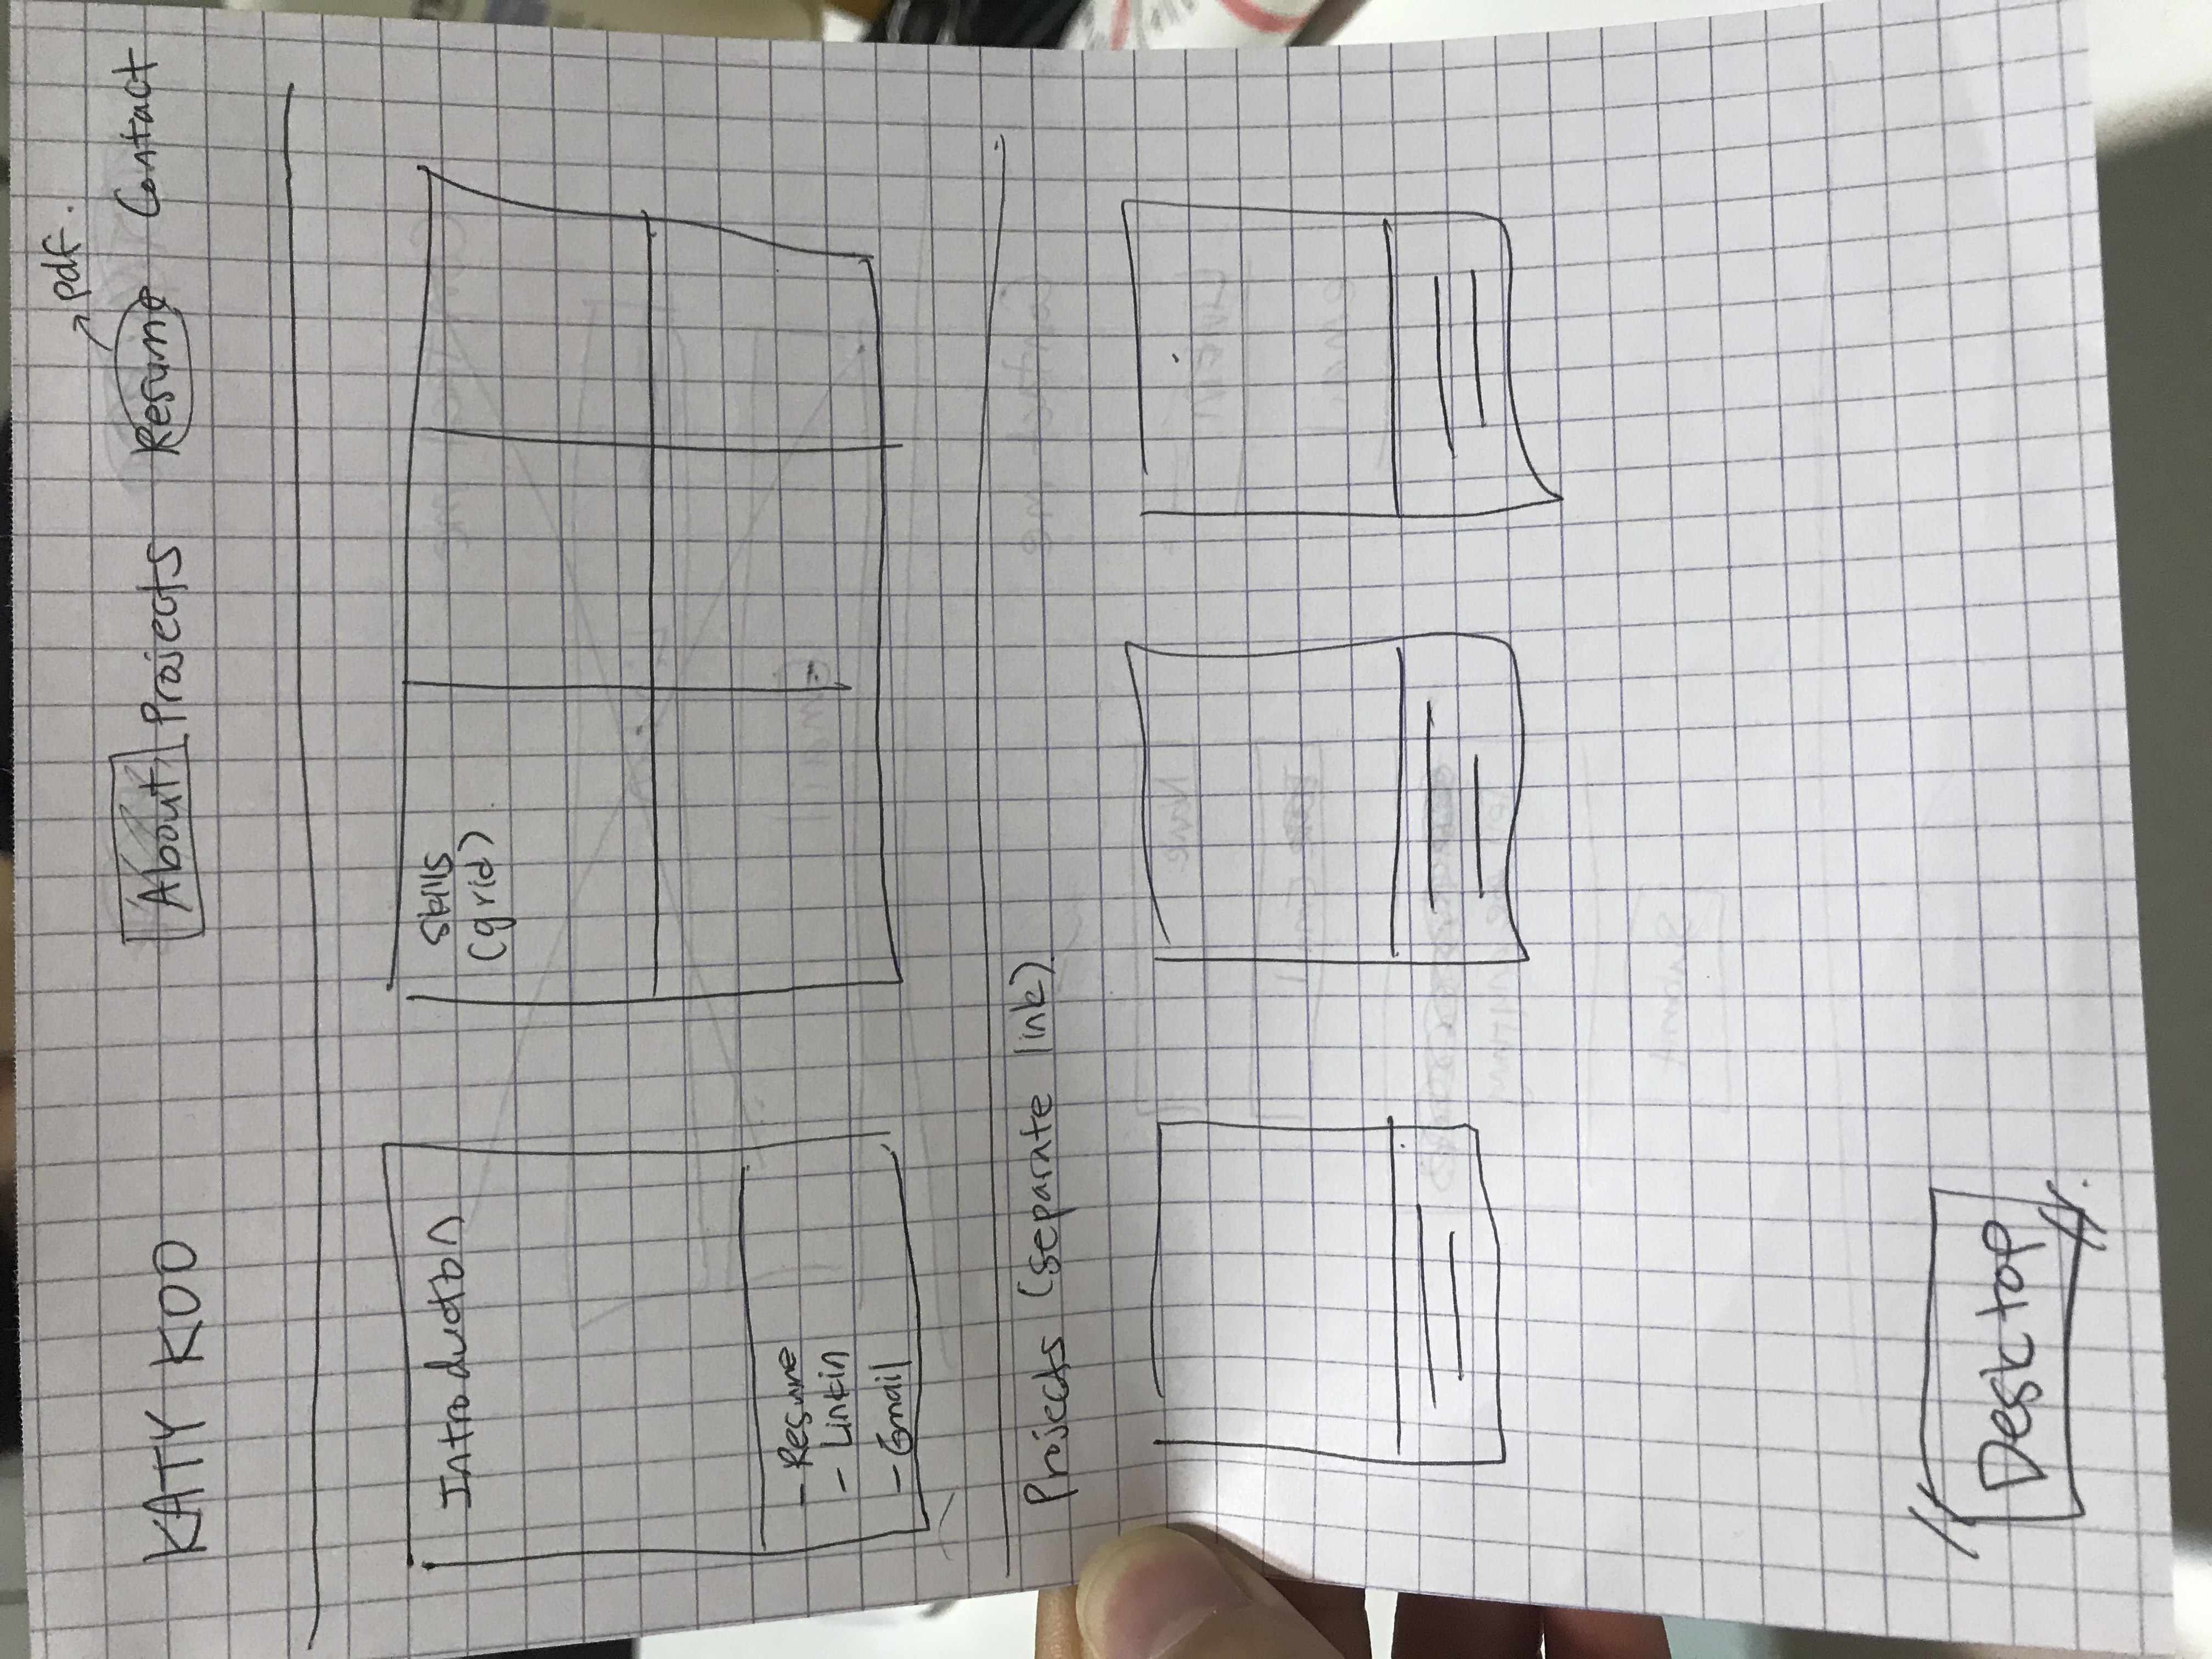 pdf.
KATY KOO About Projects Resume Contact
Introduction
Skills
(grid)
- Resume
- Linkin
- Gmail
Projects (separate link).
Desktop